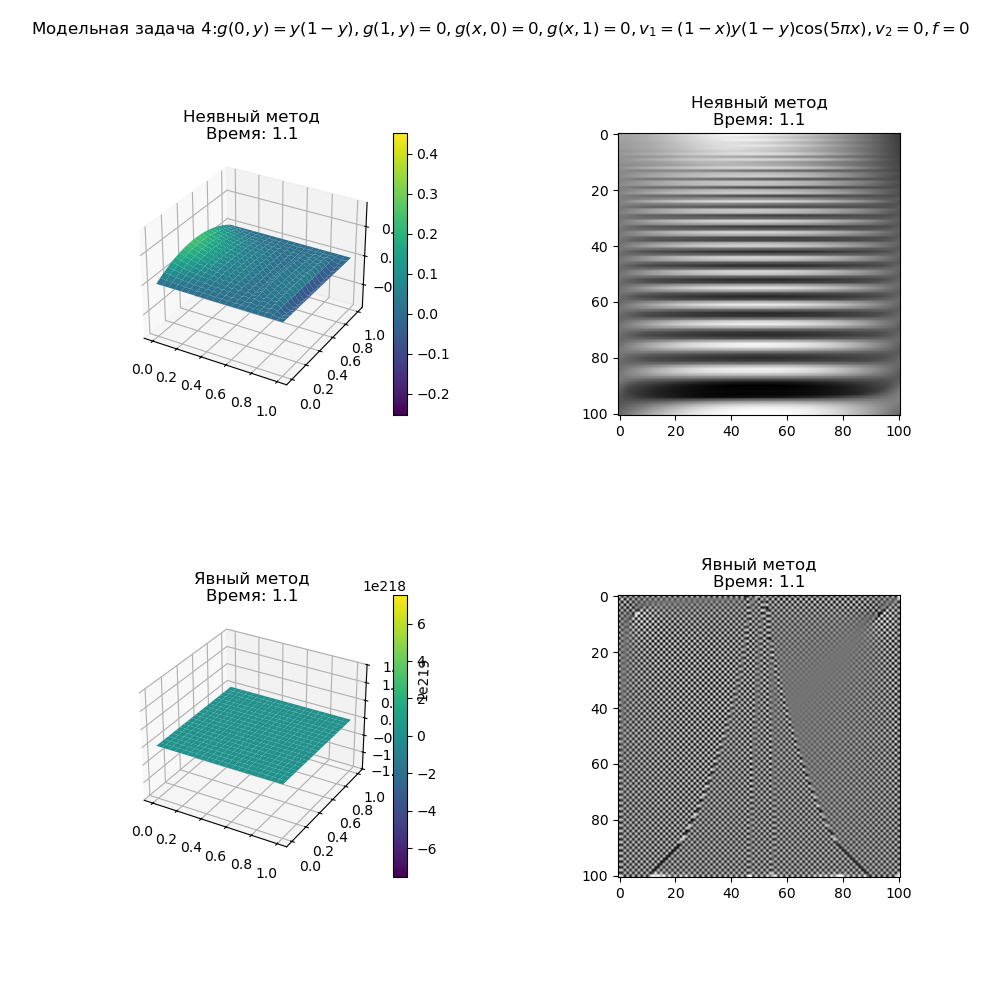 Модельная задача 4:g(0, y) = y(1 − y), g(1, y) = 0, g(x, 0) = 0, g(x, 1) = 0, v₁ = (1 − x)y(1 − y)cos(5πx), v₂ = 0, f = 0
Неявный метод
Время: 1.1
0.0 0.2 0.4 0.6 0.8 1.0
0.0 0.2 0.4 0.6 0.8 1.0
0.4
0.3
0.2
0.1
0.0
−0.1
−0.2
Неявный метод
Время: 1.1
0
20
40
60
80
100
0 20 40 60 80 100
Явный метод
Время: 1.1
0.0 0.2 0.4 0.6 0.8 1.0
0.0 0.2 0.4 0.6 0.8 1.0
1e219
1e218
6
4
2
0
−2
−4
−6
Явный метод
Время: 1.1
0
20
40
60
80
100
0 20 40 60 80 100